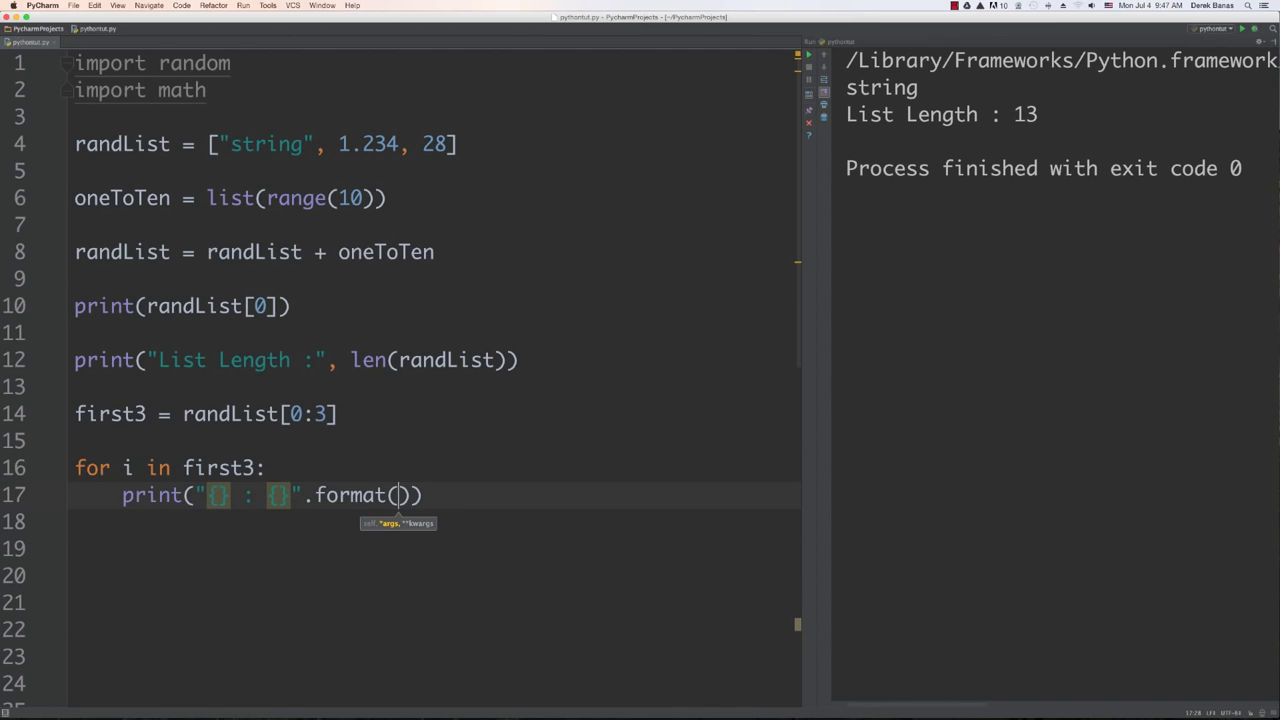 PyCharm File Edit View Navigate Code Refactor Run Tools VCS Window Help 10 Mon Jul 4 9:47 AM Derek Banas
pythontut.py - PycharmProjects - [~/PycharmProjects]
PycharmProjects pythontut.py pythontut
pythontut.py Run: pythontut
1 import random
2 import math
3
4 randList = ["string", 1.234, 28]
5
6 oneToTen = list(range(10))
7
8 randList = randList + oneToTen
9
10 print(randList[0])
11
12 print("List Length :", len(randList))
13
14 first3 = randList[0:3]
15
16 for i in first3:
17 print("{} : {}".format())
self, *args, **kwargs
18
19
20
21
22
23
24
/Library/Frameworks/Python.framework
string
List Length : 13
Process finished with exit code 0
17:28 LF‡ UTF-8‡